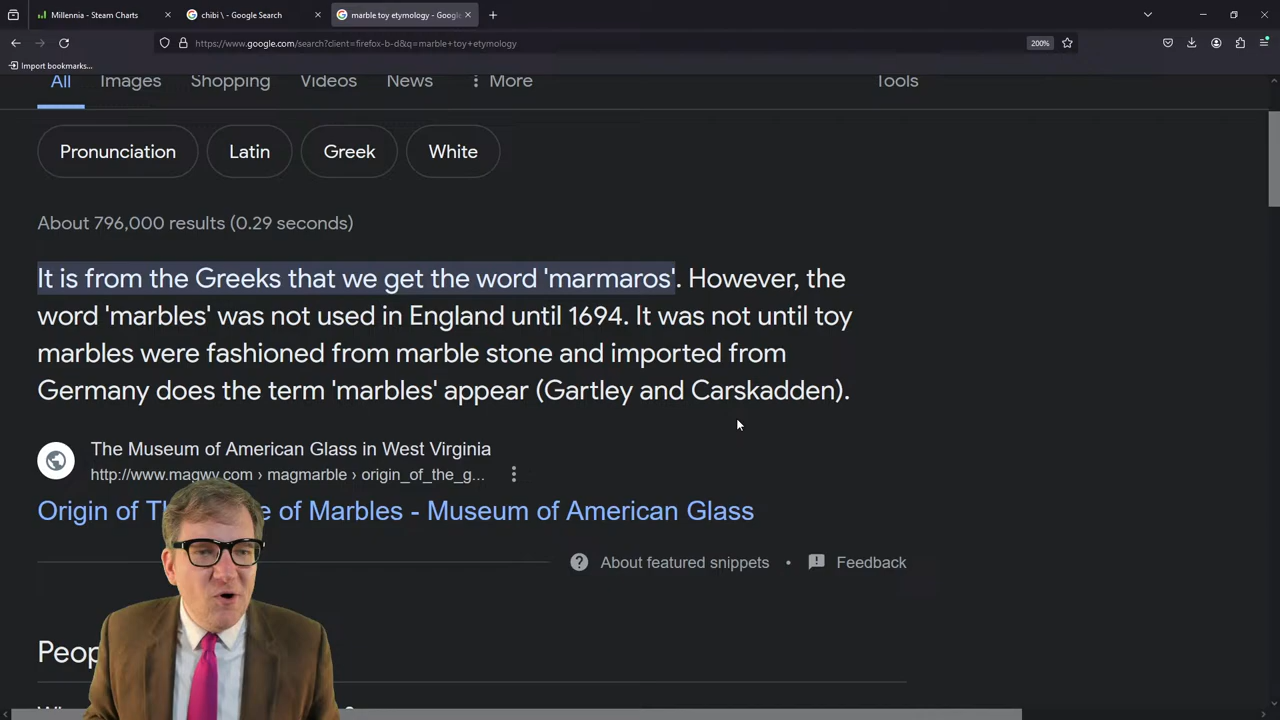 Millennia - Steam Charts
chibi \ - Google Search
marble toy etymology - Goog
https://www.google.com/search?client=firefox-b-d&q=marble+toy+etymology
200%
Import bookmarks...
All Images Shopping Videos News More Tools
Pronunciation Latin Greek White
About 796,000 results (0.29 seconds)
It is from the Greeks that we get the word 'marmaros'. However, the
word 'marbles' was not used in England until 1694. It was not until toy
marbles were fashioned from marble stone and imported from
Germany does the term 'marbles' appear (Gartley and Carskadden).
The Museum of American Glass in West Virginia
http://www.magwv.com › magmarble › origin_of_the_g...
Origin of of Marbles - Museum of American Glass
About featured snippets • Feedback